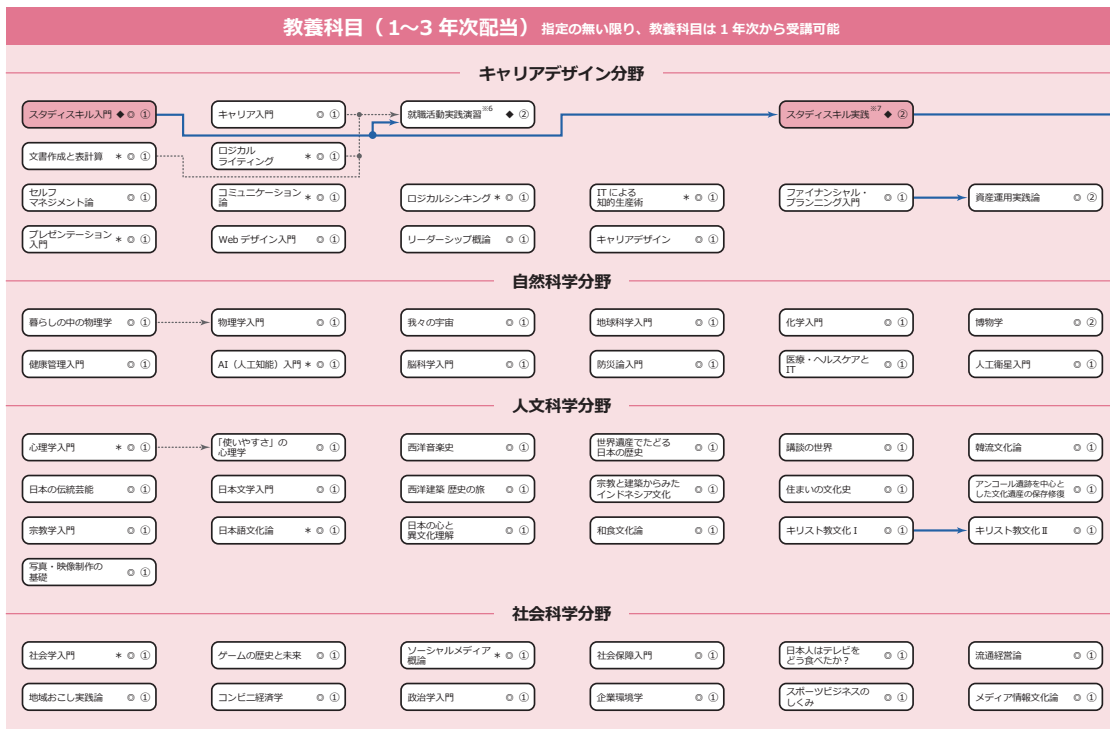 教養科目（1～3 年次配当）指定の無い限り、教養科目は 1 年次から受講可能
キャリアデザイン分野
スタディスキル入門 ◆ ◎ ①
キャリア入門 ◎ ①
就職活動実践演習※6 ◆ ②
スタディスキル実践※7 ◆ ②
文書作成と表計算 * ◎ ①
ロジカル
ライティング * ◎ ①
セルフ
マネジメント論 ◎ ①
コミュニケーション
論 * ◎ ①
ロジカルシンキング * ◎ ①
IT による
知的生産術 * ◎ ①
ファイナンシャル・
プランニング入門 ◎ ①
資産運用実践論 ◎ ②
プレゼンテーション
入門 * ◎ ①
Web デザイン入門 ◎ ①
リーダーシップ概論 ◎ ①
キャリアデザイン ◎ ①
自然科学分野
暮らしの中の物理学 ◎ ①
物理学入門 ◎ ①
我々の宇宙 ◎ ①
地球科学入門 ◎ ①
化学入門 ◎ ①
博物学 ◎ ②
健康管理入門 ◎ ①
AI（人工知能）入門 * ◎ ①
脳科学入門 ◎ ①
防災論入門 ◎ ①
医療・ヘルスケアと
IT ◎ ①
人工衛星入門 ◎ ①
人文科学分野
心理学入門 * ◎ ①
「使いやすさ」の
心理学 ◎ ①
西洋音楽史 ◎ ①
世界遺産でたどる
日本の歴史 ◎ ①
講談の世界 ◎ ①
韓流文化論 ◎ ①
日本の伝統芸能 ◎ ①
日本文学入門 ◎ ①
西洋建築 歴史の旅 ◎ ①
宗教と建築からみた
インドネシア文化 ◎ ①
住まいの文化史 ◎ ①
アンコール遺跡を中心と
した文化遺産の保存修復 ◎ ①
宗教学入門 ◎ ①
日本語文化論 * ◎ ①
日本の心と
異文化理解 ◎ ①
和食文化論 ◎ ①
キリスト教文化 I ◎ ①
キリスト教文化 II ◎ ①
写真・映像制作の
基礎 ◎ ①
社会科学分野
社会学入門 * ◎ ①
ゲームの歴史と未来 ◎ ①
ソーシャルメディア
概論 * ◎ ①
社会保障入門 ◎ ①
日本人はテレビを
どう食べたか？ ◎ ①
流通経営論 ◎ ①
地域おこし実践論 ◎ ①
コンビニ経済学 ◎ ①
政治学入門 ◎ ①
企業環境学 ◎ ①
スポーツビジネスの
しくみ ◎ ①
メディア情報文化論 ◎ ①